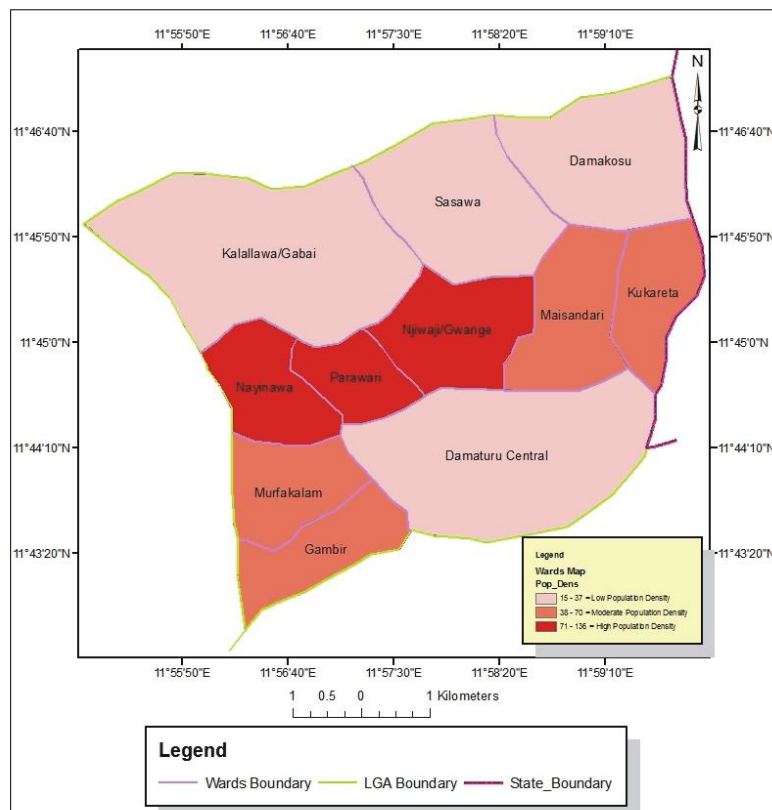 11°55'50"E 11°56'40"E 11°57'30"E 11°58'20"E 11°59'10"E
N
11°46'40"N 11°46'40"N
Damakosu
Sasawa
11°45'50"N 11°45'50"N
Kalallawa/Gabai
Kukareta
Maisandari
Njiwaji/Gwange
11°45'0"N 11°45'0"N
Parawari
Nayinawa
11°44'10"N 11°44'10"N
Damaturu Central
Murfakalam
Gambir
11°43'20"N 11°43'20"N
Legend
Wards Map
Pop_Dens
15 - 37 = Low Population Density
38 - 70 = Moderate Population Density
71 - 136 = High Population Density
11°55'50"E 11°56'40"E 11°57'30"E 11°58'20"E 11°59'10"E
1 0.5 0 1 Kilometers
Legend
Wards Boundary LGA Boundary State_Boundary